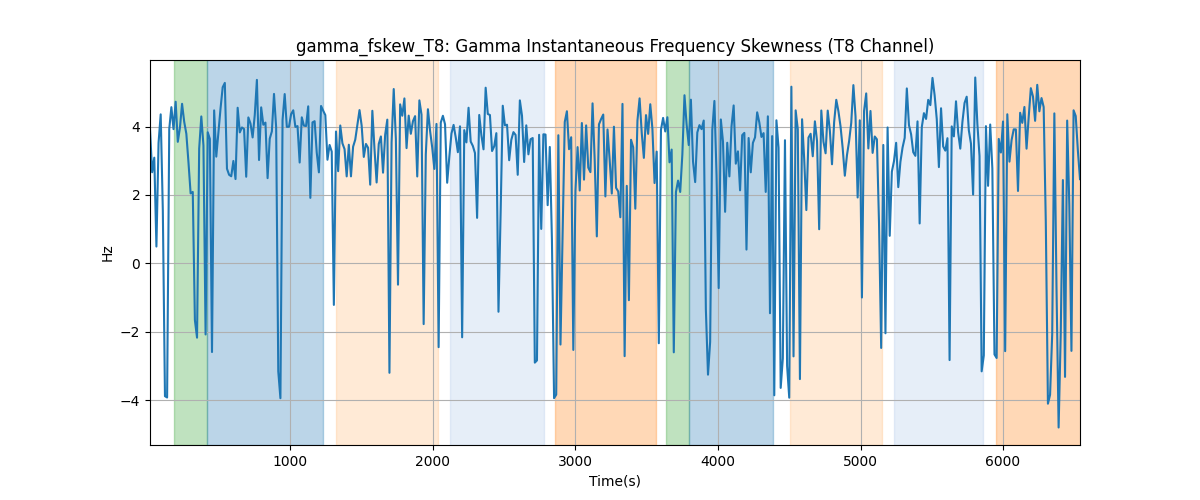 gamma_fskew_T8: Gamma Instantaneous Frequency Skewness (T8 Channel)
Hz
4
2
0
−2
−4
1000 2000 3000 4000 5000 6000
Time(s)